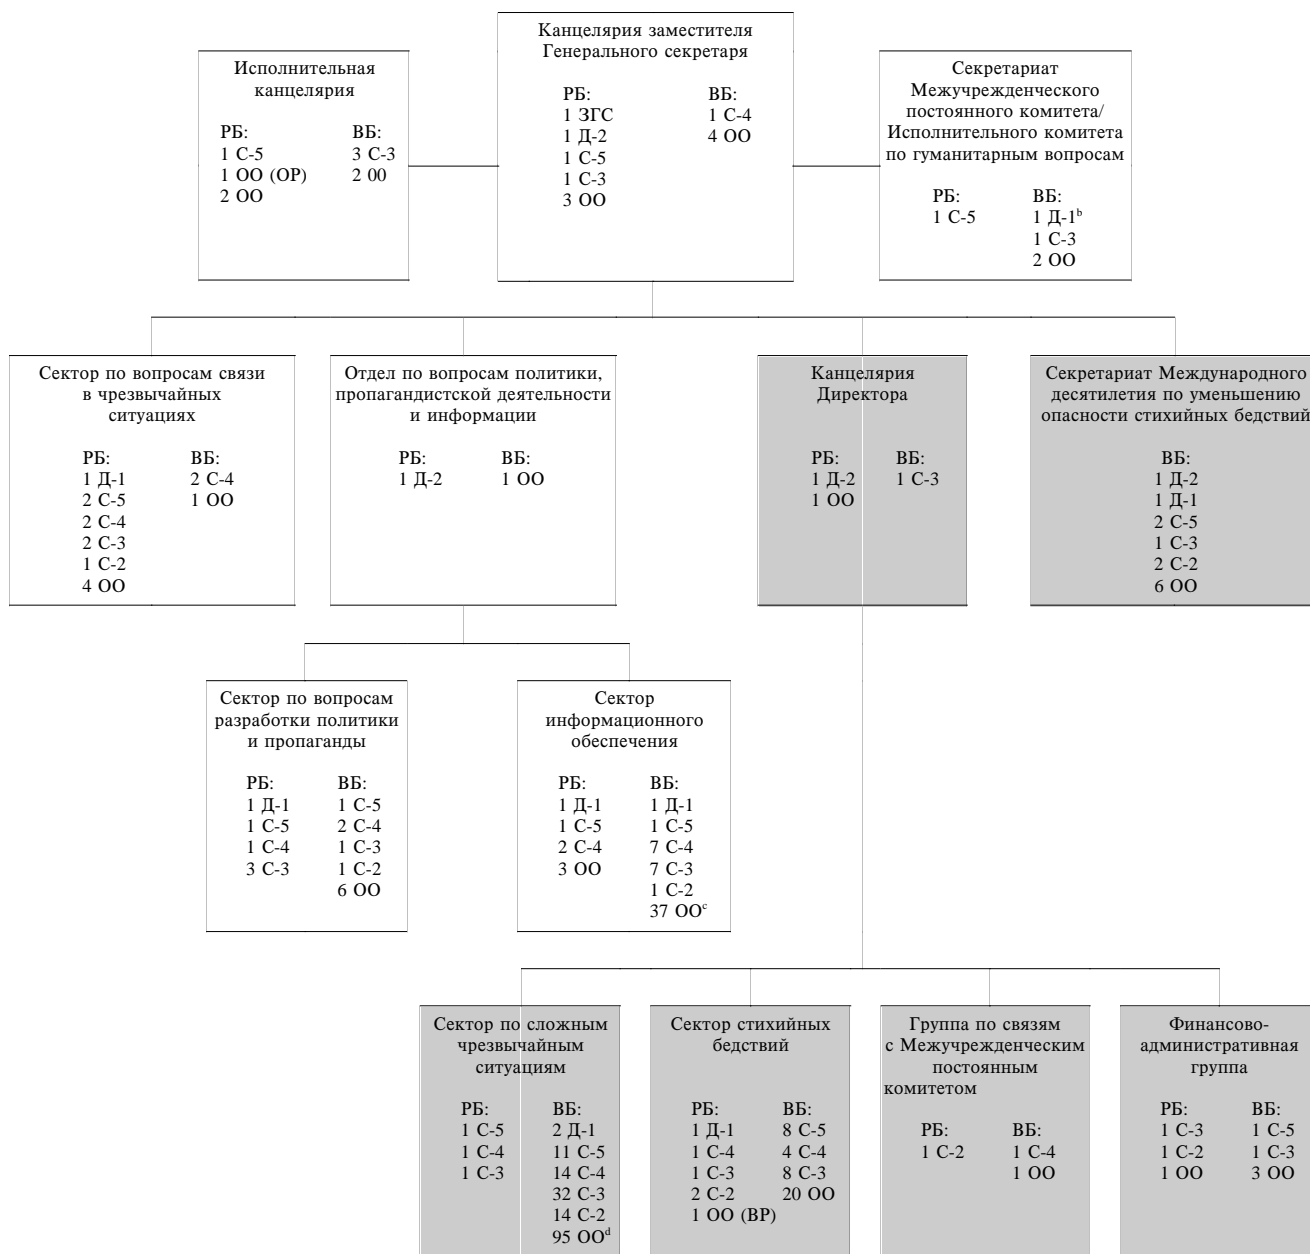 Канцелярия заместителя
Генерального секретаря
РБ:
1 ЗГС
1 Д-2
1 С-5
1 С-3
3 ОО
ВБ:
1 С-4
4 ОО
Исполнительная
канцелярия
РБ:
1 С-5
1 ОО (ОР)
2 ОО
ВБ:
3 С-3
2 00
Секретариат
Межучрежденческого
постоянного комитета/
Исполнительного комитета
по гуманитарным вопросам
РБ:
1 С-5
ВБ:
1 Д-1ᵇ
1 С-3
2 ОО
Сектор по вопросам связи
в чрезвычайных
ситуациях
РБ:
1 Д-1
2 С-5
2 С-4
2 С-3
1 С-2
4 ОО
ВБ:
2 С-4
1 ОО
Отдел по вопросам политики,
пропагандистской деятельности
и информации
РБ:
1 Д-2
ВБ:
1 ОО
Канцелярия
Директора
РБ:
1 Д-2
1 ОО
ВБ:
1 С-3
Секретариат Международного
десятилетия по уменьшению
опасности стихийных бедствий
ВБ:
1 Д-2
1 Д-1
2 С-5
1 С-3
2 С-2
6 ОО
Сектор по вопросам
разработки политики
и пропаганды
РБ:
1 Д-1
1 С-5
1 С-4
3 С-3
ВБ:
1 С-5
2 С-4
1 С-3
1 С-2
6 ОО
Сектор
информационного
обеспечения
РБ:
1 Д-1
1 С-5
2 С-4
3 ОО
ВБ:
1 Д-1
1 С-5
7 С-4
7 С-3
1 С-2
37 ООᶜ
Сектор по сложным
чрезвычайным
ситуациям
РБ:
1 С-5
1 С-4
1 С-3
ВБ:
2 Д-1
11 С-5
14 С-4
32 С-3
14 С-2
95 ООᵈ
Сектор стихийных
бедствий
РБ:
1 Д-1
1 С-4
1 С-3
2 С-2
1 ОО (ВР)
ВБ:
8 С-5
4 С-4
8 С-3
20 ОО
Группа по связям
с Межучрежденческим
постоянным
комитетом
РБ:
1 С-2
ВБ:
1 С-4
1 ОО
Финансово-
административная
группа
РБ:
1 С-3
1 С-2
1 ОО
ВБ:
1 С-5
1 С-3
3 ОО